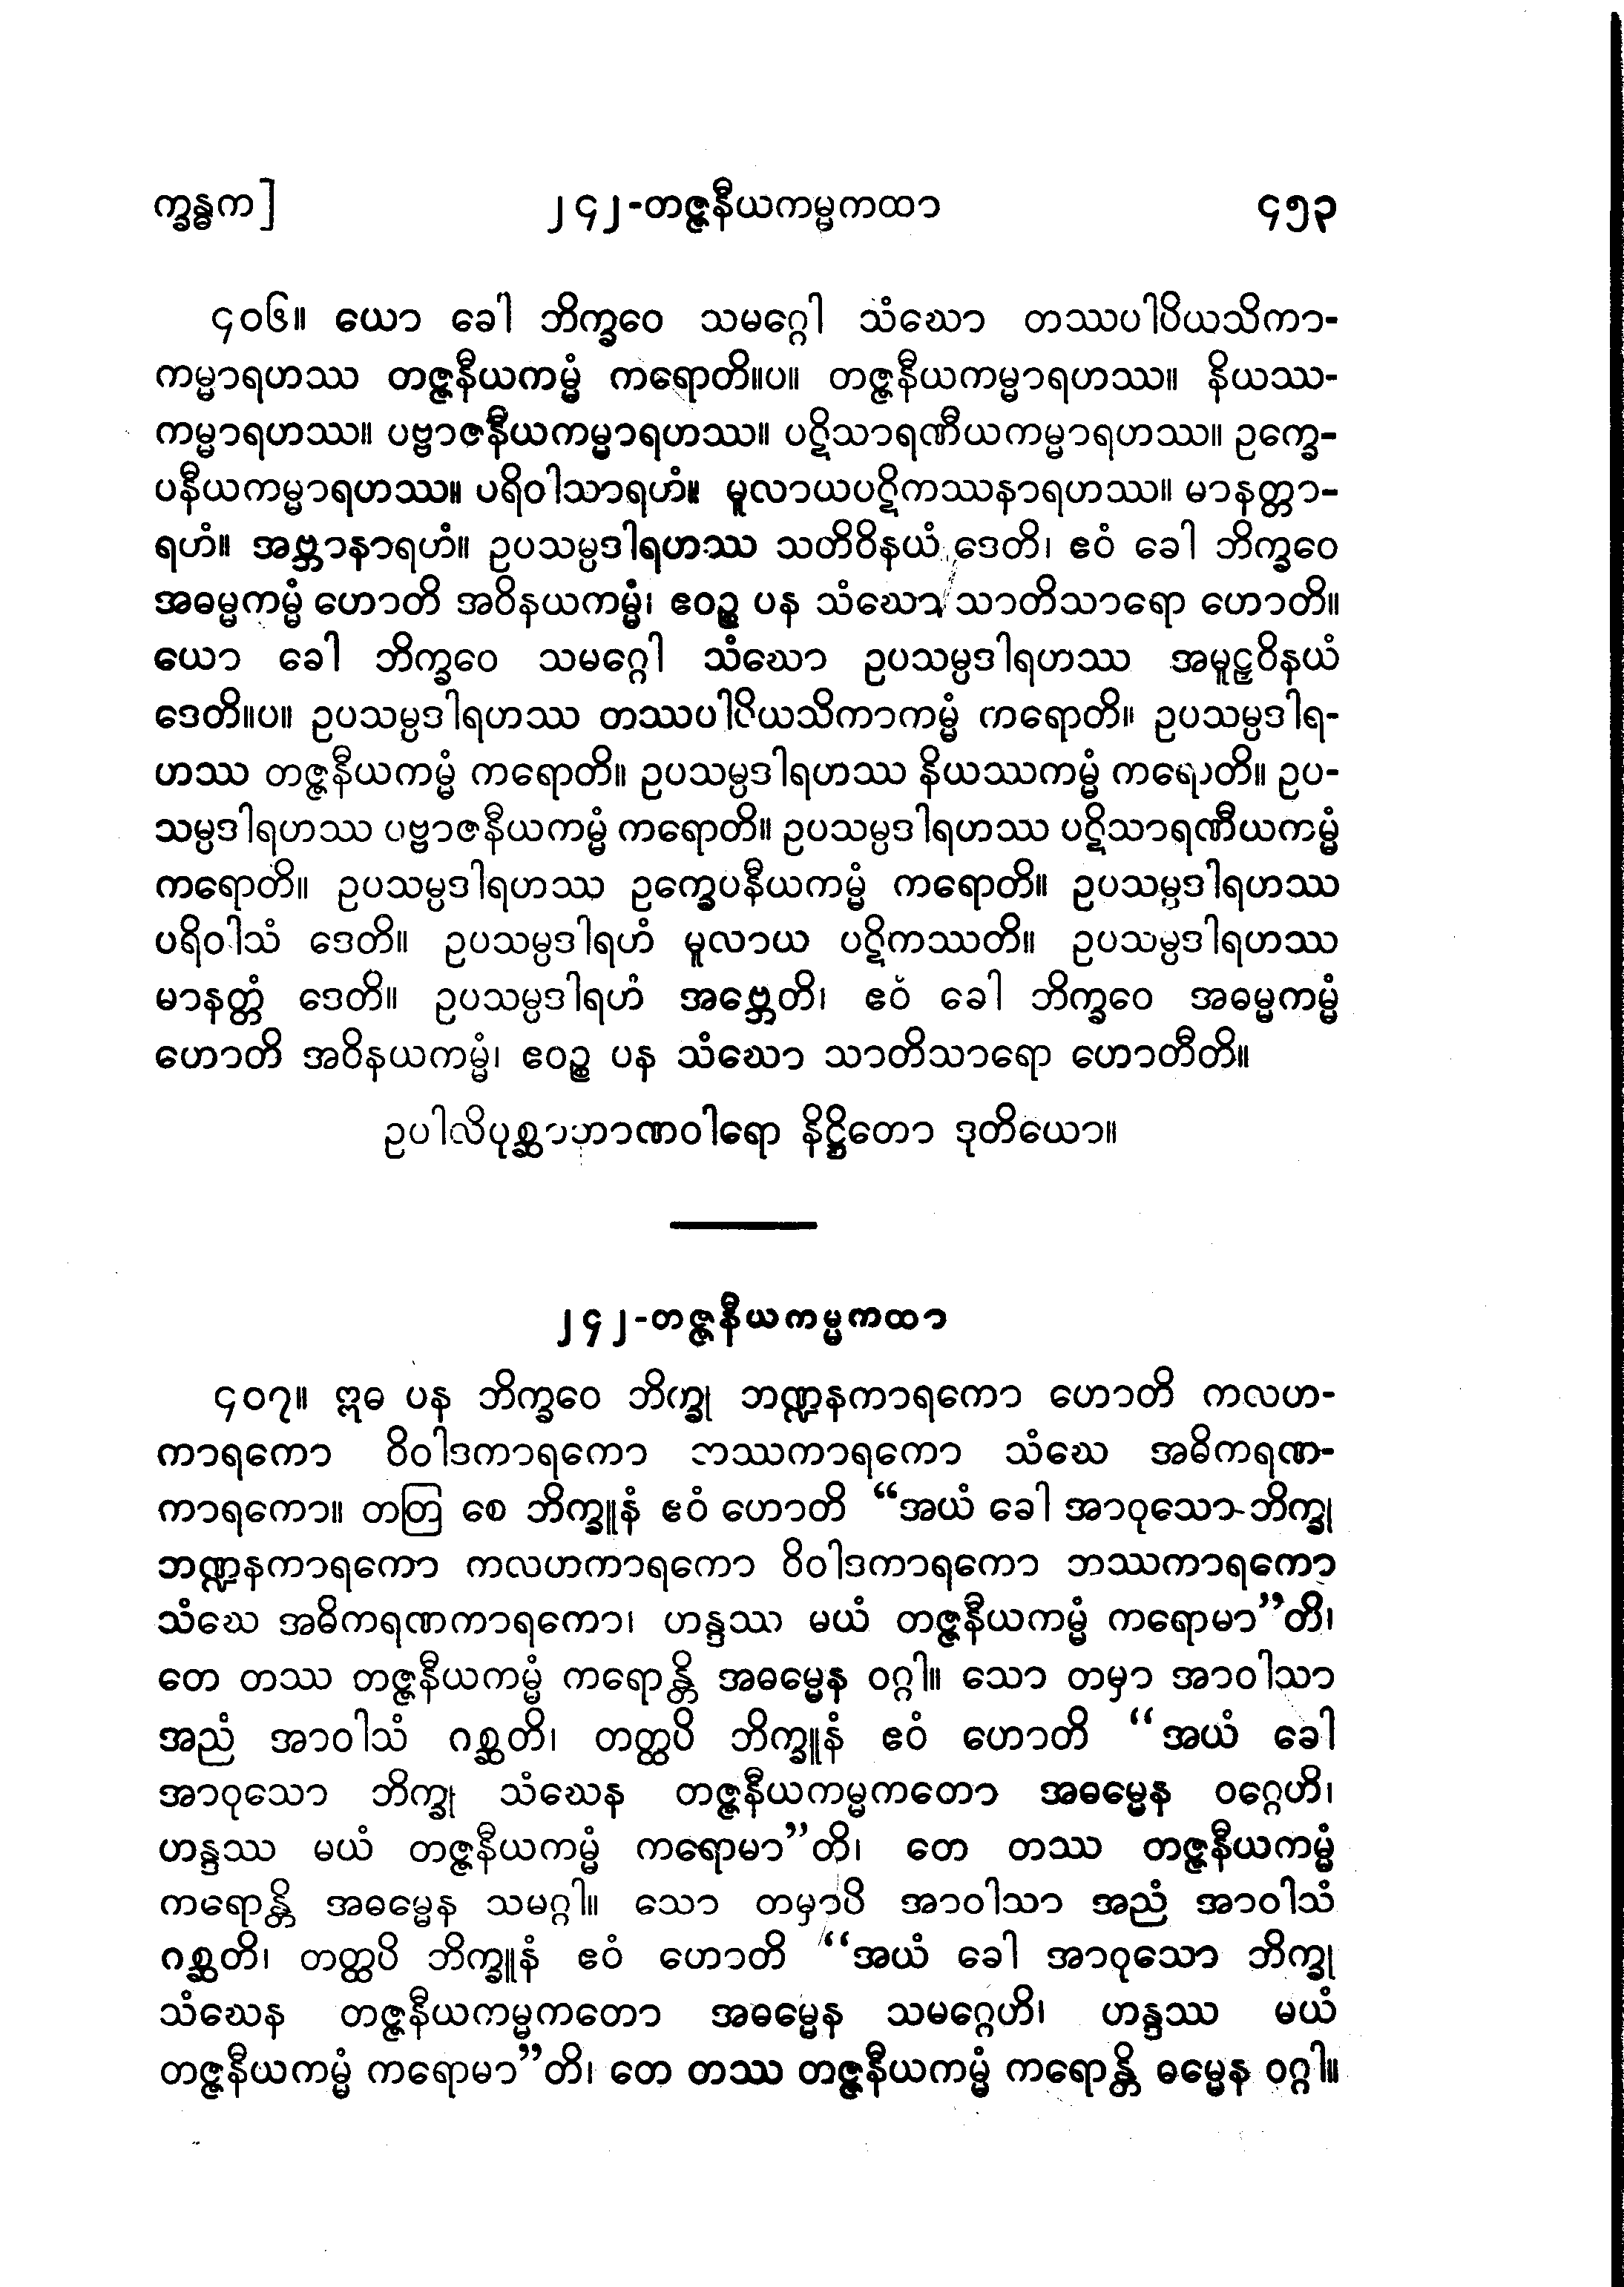 က္ခန္ဓက] ၂၄၂-တဇ္ဇနီယကမ္မကထာ ၄၅၃
၄၀၆။ ယော ခေါ ဘိက္ခဝေ သမဂ္ဂေါ သံဃော တဿပါပိယသိကာ-
ကမ္မာရဟဿ တဇ္ဇနီယကမ္မံ ကရောတိ။ပ။ တဇ္ဇနီယကမ္မာရဟဿ။ နိယဿ-
ကမ္မာရဟဿ။ ပဗ္ဗာဇနီယကမ္မာရဟဿ။ ပဋိသာရဏီယကမ္မာရဟဿ။ ဥက္ခေ-
ပနီယကမ္မာရဟဿ။ ပရိဝါသာရဟံ။ မူလာယပဋိကဿနာရဟဿ။ မာနတ္တာ-
ရဟံ။ အဗ္ဘာနာရဟံ။ ဥပသမ္ပဒါရဟဿ သတိဝိနယံ ဒေတိ၊ ဧဝံ ခေါ ဘိက္ခဝေ
အဓမ္မကမ္မံ ဟောတိ အဝိနယကမ္မံ၊ ဧဝဉ္စ ပန သံဃော သာတိသာရော ဟောတိ။
ယော ခေါ ဘိက္ခဝေ သမဂ္ဂေါ သံဃော ဥပသမ္ပဒါရဟဿ အမူဠှဝိနယံ
ဒေတိ။ပ။ ဥပသမ္ပဒါရဟဿ တဿပါပိယသိကာကမ္မံ ကရောတိ။ ဥပသမ္ပဒါရ-
ဟဿ တဇ္ဇနီယကမ္မံ ကရောတိ။ ဥပသမ္ပဒါရဟဿ နိယဿကမ္မံ ကရောတိ။ ဥပ-
သမ္ပဒါရဟဿ ပဗ္ဗာဇနီယကမ္မံ ကရောတိ။ ဥပသမ္ပဒါရဟဿ ပဋိသာရဏီယကမ္မံ
ကရောတိ။ ဥပသမ္ပဒါရဟဿ ဥက္ခေပနီယကမ္မံ ကရောတိ။ ဥပသမ္ပဒါရဟဿ
ပရိဝါသံ ဒေတိ။ ဥပသမ္ပဒါရဟံ မူလာယ ပဋိကဿတိ။ ဥပသမ္ပဒါရဟဿ
မာနတ္တံ ဒေတိ။ ဥပသမ္ပဒါရဟံ အဗ္ဘေတိ၊ ဧဝံ ခေါ ဘိက္ခဝေ အဓမ္မကမ္မံ
ဟောတိ အဝိနယကမ္မံ၊ ဧဝဉ္စ ပန သံဃော သာတိသာရော ဟောတီတိ။
ဥပါလိပုစ္ဆာဘာဏဝါရော နိဋ္ဌိတော ဒုတိယော။
၂၄၂-တဇ္ဇနီယကမ္မကထာ
၄၀၇။ ဣဓ ပန ဘိက္ခဝေ ဘိက္ခု ဘဏ္ဍနကာရကော ဟောတိ ကလဟ-
ကာရကော ဝိဝါဒကာရကော ဘဿကာရကော သံဃေ အဓိကရဏ-
ကာရကော။ တတြ စေ ဘိက္ခူနံ ဧဝံ ဟောတိ “အယံ ခေါ အာဝုသော ဘိက္ခု
ဘဏ္ဍနကာရကော ကလဟကာရကော ဝိဝါဒကာရကော ဘဿကာရကော
သံဃေ အဓိကရဏကာရကော၊ ဟန္ဒဿ မယံ တဇ္ဇနီယကမ္မံ ကရောမာ”တိ၊
တေ တဿ တဇ္ဇနီယကမ္မံ ကရောန္တိ အဓမ္မေန ဝဂ္ဂါ။ သော တမှာ အာဝါသာ
အညံ အာဝါသံ ဂစ္ဆတိ၊ တတ္ထပိ ဘိက္ခူနံ ဧဝံ ဟောတိ “အယံ ခေါ
အာဝုသော ဘိက္ခု သံဃေန တဇ္ဇနီယကမ္မကတော အဓမ္မေန ဝဂ္ဂေဟိ၊
ဟန္ဒဿ မယံ တဇ္ဇနီယကမ္မံ ကရောမာ”တိ၊ တေ တဿ တဇ္ဇနီယကမ္မံ
ကရောန္တိ အဓမ္မေန သမဂ္ဂါ။ သော တမှာပိ အာဝါသာ အညံ အာဝါသံ
ဂစ္ဆတိ၊ တတ္ထပိ ဘိက္ခူနံ ဧဝံ ဟောတိ “အယံ ခေါ အာဝုသော ဘိက္ခု
သံဃေန တဇ္ဇနီယကမ္မကတော အဓမ္မေန သမဂ္ဂေဟိ၊ ဟန္ဒဿ မယံ
တဇ္ဇနီယကမ္မံ ကရောမာ”တိ၊ တေ တဿ တဇ္ဇနီယကမ္မံ ကရောန္တိ ဓမ္မေန ဝဂ္ဂါ။